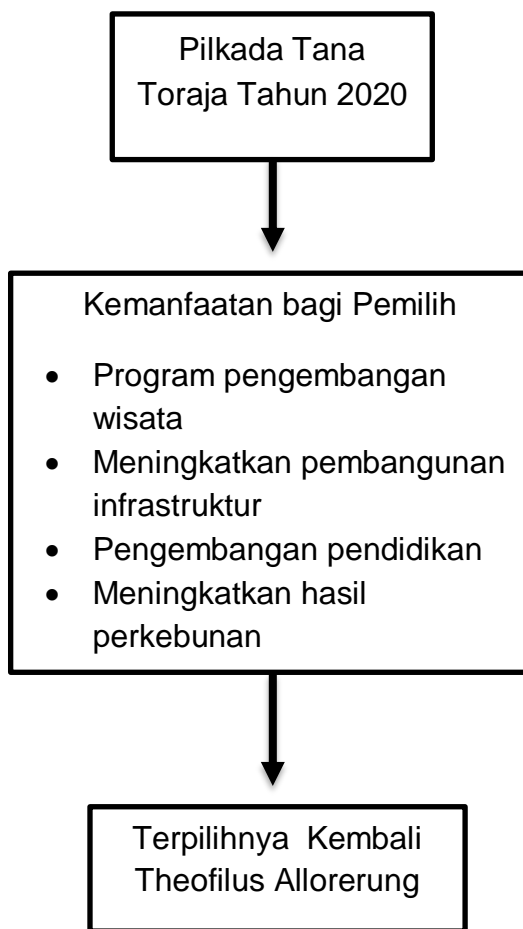 Pilkada Tana
Toraja Tahun 2020
Kemanfaatan bagi Pemilih
• Program pengembangan
wisata
• Meningkatkan pembangunan
infrastruktur
• Pengembangan pendidikan
• Meningkatkan hasil
perkebunan
Terpilihnya Kembali
Theofilus Allorerung